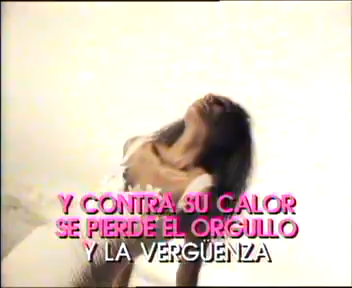 Y CONTRA SU CALOR
SE PIERDE EL ORGULLO
Y LA VERGÜENZA